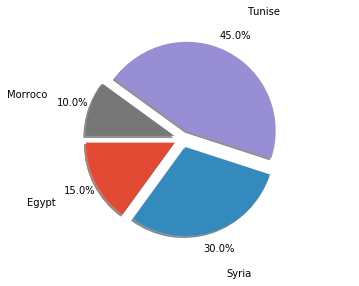 Tunise
45.0%
Morroco
10.0%
15.0%
Egypt
30.0%
Syria